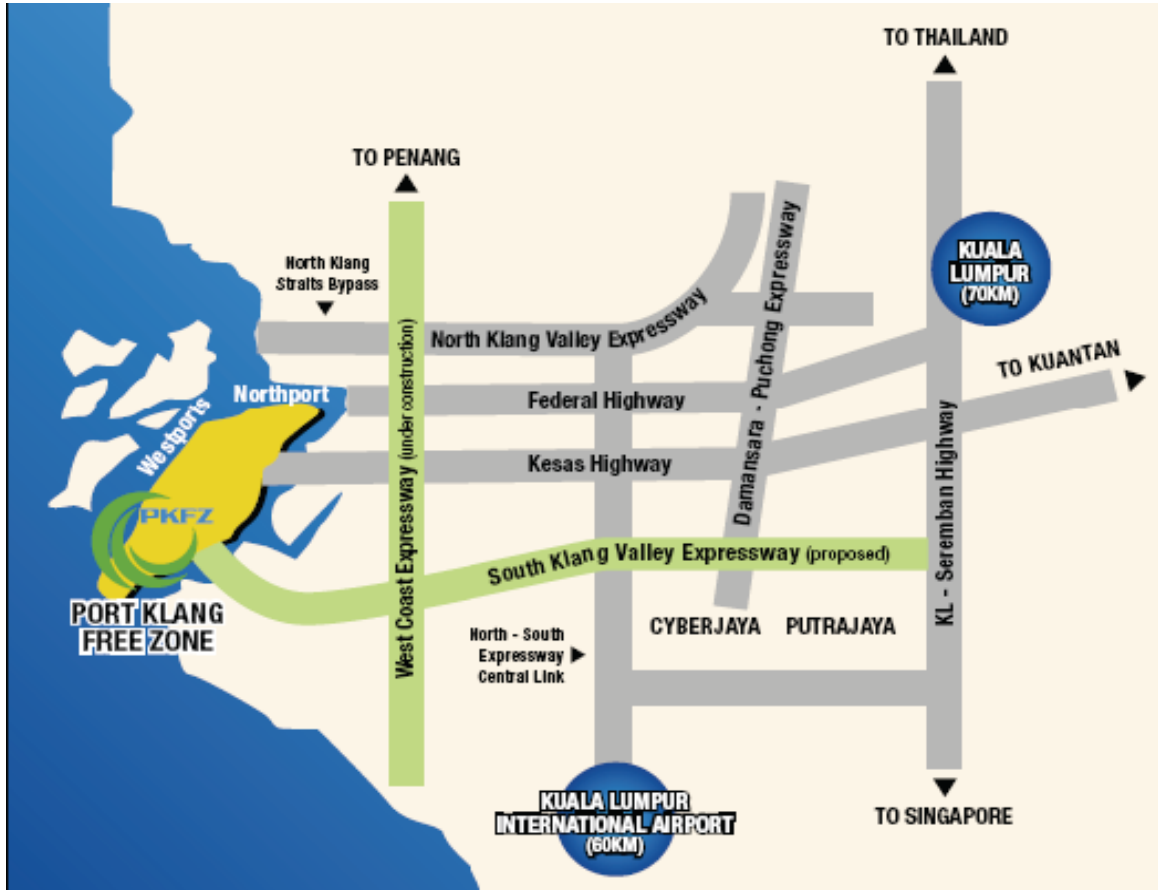 TO THAILAND
TO PENANG
North Klang
Straits Bypass
KUALA
LUMPUR
(70KM)
North Klang Valley Expressway
Damansara - Puchong Expressway
TO KUANTAN
Northport
Westports
Federal Highway
Kesas Highway
West Coast Expressway (under construction)
KL - Seremban Highway
PKFZ
South Klang Valley Expressway (proposed)
PORT KLANG
FREE ZONE
CYBERJAYA
PUTRAJAYA
North - South
Expressway
Central Link
KUALA LUMPUR
INTERNATIONAL AIRPORT
(60KM)
TO SINGAPORE